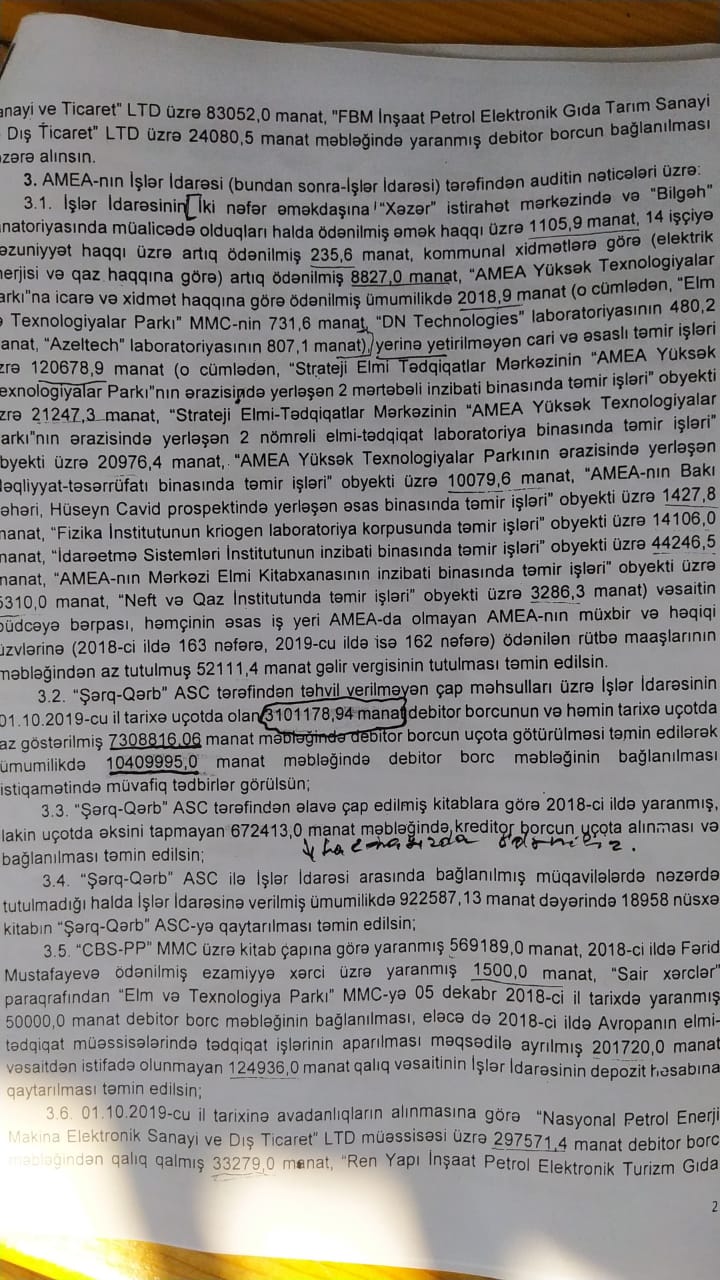 anayi ve Ticaret" LTD üzrə 83052,0 manat, "FBM İnşaat Petrol Elektronik Gıda Tarım Sanayi
Dış Ticaret" LTD üzrə 24080,5 manat məbləğində yaranmış debitor borcun bağlanılması
əzərə alınsın.
3. AMEA-nın İşlər İdarəsi (bundan sonra-İşlər İdarəsi) tərəfindən auditin nəticələri üzrə:
3.1. İşlər İdarəsinin iki nəfər əməkdaşına "Xəzər" istirahət mərkəzində və "Bilgəh"
natoriyasında müalicədə olduqları halda ödənilmiş əmək haqqı üzrə 1105,9 manat, 14 işçiyə
əzuniyyət haqqı üzrə artıq ödənilmiş 235,6 manat, kommunal xidmətlərə görə (elektrik
nerjisi və qaz haqqına görə) artıq ödənilmiş 8827,0 manat, "AMEA Yüksək Texnologiyalar
arkı"na icarə və xidmət haqqına görə ödənilmiş ümumilikdə 2018,9 manat (o cümlədən, "Elm
ə Texnologiyalar Parkı" MMC-nin 731,6 manat, "DN Technologies" laboratoriyasının 480,2
anat, "Azeltech" laboratoriyasının 807,1 manat), yerinə yetirilməyən cari və əsaslı təmir işləri
zrə 120678,9 manat (o cümlədən, "Strateji Elmi Tədqiqatlar Mərkəzinin "AMEA Yüksək
exnologiyalar Parkı"nın ərazisində yerləşən 2 mərtəbəli inzibati binasında təmir işləri" obyekti
zrə 21247,3 manat, "Strateji Elmi-Tədqiqatlar Mərkəzinin "AMEA Yüksək Texnologiyalar
arkı"nın ərazisində yerləşən 2 nömrəli elmi-tədqiqat laboratoriya binasında təmir işləri"
obyekti üzrə 20976,4 manat, "AMEA Yüksək Texnologiyalar Parkının ərazisində yerləşən
Nəqliyyat-təsərrüfatı binasında təmir işləri" obyekti üzrə 10079,6 manat, "AMEA-nın Bakı
əhəri, Hüseyn Cavid prospektində yerləşən əsas binasında təmir işləri" obyekti üzrə 1427,8
manat, "Fizika İnstitutunun kriogen laboratoriya korpusunda təmir işləri" obyekti üzrə 14106,0
manat, "İdarəetmə Sistemləri İnstitutunun inzibati binasında təmir işləri" obyekti üzrə 44246,5
manat, "AMEA-nın Mərkəzi Elmi Kitabxanasının inzibati binasında təmir işləri" obyekti üzrə
5310,0 manat, "Neft və Qaz İnstitutunda təmir işləri" obyekti üzrə 3286,3 manat) vəsaitin
büdcəyə bərpası, həmçinin əsas iş yeri AMEA-da olmayan AMEA-nın müxbir və həqiqi
üzvlərinə (2018-ci ildə 163 nəfərə, 2019-cu ildə isə 162 nəfərə) ödənilən rütbə maaşlarının
məbləğindən az tutulmuş 52111,4 manat gəlir vergisinin tutulması təmin edilsin.
3.2. "Şərq-Qərb" ASC tərəfindən təhvil verilməyən çap məhsulları üzrə İşlər İdarəsinin
01.10.2019-cu il tarixə uçotda olan 3101178,94 manat debitor borcunun və həmin tarixə uçotda
az göstərilmiş 7308816,06 manat məbləğində debitor borcun uçota götürülməsi təmin edilərək
ümumilikdə 10409995,0 manat məbləğində debitor borc məbləğinin bağlanılması
istiqamətində müvafiq tədbirlər görülsün;
3.3. "Şərq-Qərb" ASC tərəfindən əlavə çap edilmiş kitablara görə 2018-ci ildə yaranmış,
lakin uçotda əksini tapmayan 672413,0 manat məbləğində kreditor borcun uçota alınması və
bağlanılması təmin edilsin;
3.4. "Şərq-Qərb" ASC ilə İşlər İdarəsi arasında bağlanılmış müqavilələrdə nəzərdə
tutulmadığı halda İşlər İdarəsinə verilmiş ümumilikdə 922587,13 manat dəyərində 18958 nüsxə
kitabın "Şərq-Qərb" ASC-yə qaytarılması təmin edilsin;
3.5. "CBS-PP" MMC üzrə kitab çapına görə yaranmış 569189,0 manat, 2018-ci ildə Fərid
Mustafayevə ödənilmiş ezamiyyə xərci üzrə yaranmış 1500,0 manat, "Sair xərclər"
paraqrafından "Elm və Texnologiya Parkı" MMC-yə 05 dekabr 2018-ci il tarixdə yaranmış
50000,0 manat debitor borc məbləğinin bağlanılması, eləcə də 2018-ci ildə Avropanın elmi-
tədqiqat müəssisələrində tədqiqat işlərinin aparılması məqsədilə ayrılmış 201720,0 manat
vəsaitdən istifadə olunmayan 124936,0 manat qalıq vəsaitinin İşlər İdarəsinin depozit hesabına
qaytarılması təmin edilsin;
3.6. 01.10.2019-cu il tarixinə avadanlıqların alınmasına görə "Nasyonal Petrol Enerji
Makina Elektronik Sanayi ve Dış Ticaret" LTD müəssisəsi üzrə 297571,4 manat debitor borc
məbləğindən qalıq qalmış 33279,0 manat, "Ren Yapı İnşaat Petrol Elektronik Turizm Gıda
2